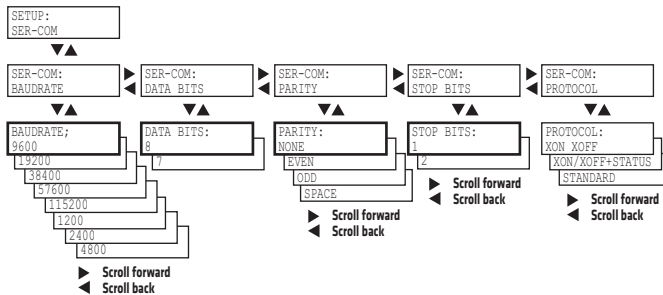 SETUP:
SER-COM
SER-COM:
BAUDRATE
SER-COM:
DATA BITS
SER-COM:
PARITY
SER-COM:
STOP BITS
SER-COM:
PROTOCOL
BAUDRATE;
9600
19200
38400
57600
115200
1200
2400
4800
Scroll forward
Scroll back
DATA BITS:
8
7
PARITY:
NONE
EVEN
ODD
SPACE
Scroll forward
Scroll back
STOP BITS:
1
2
Scroll forward
Scroll back
PROTOCOL:
XON XOFF
XON/XOFF+STATUS
STANDARD
Scroll forward
Scroll back